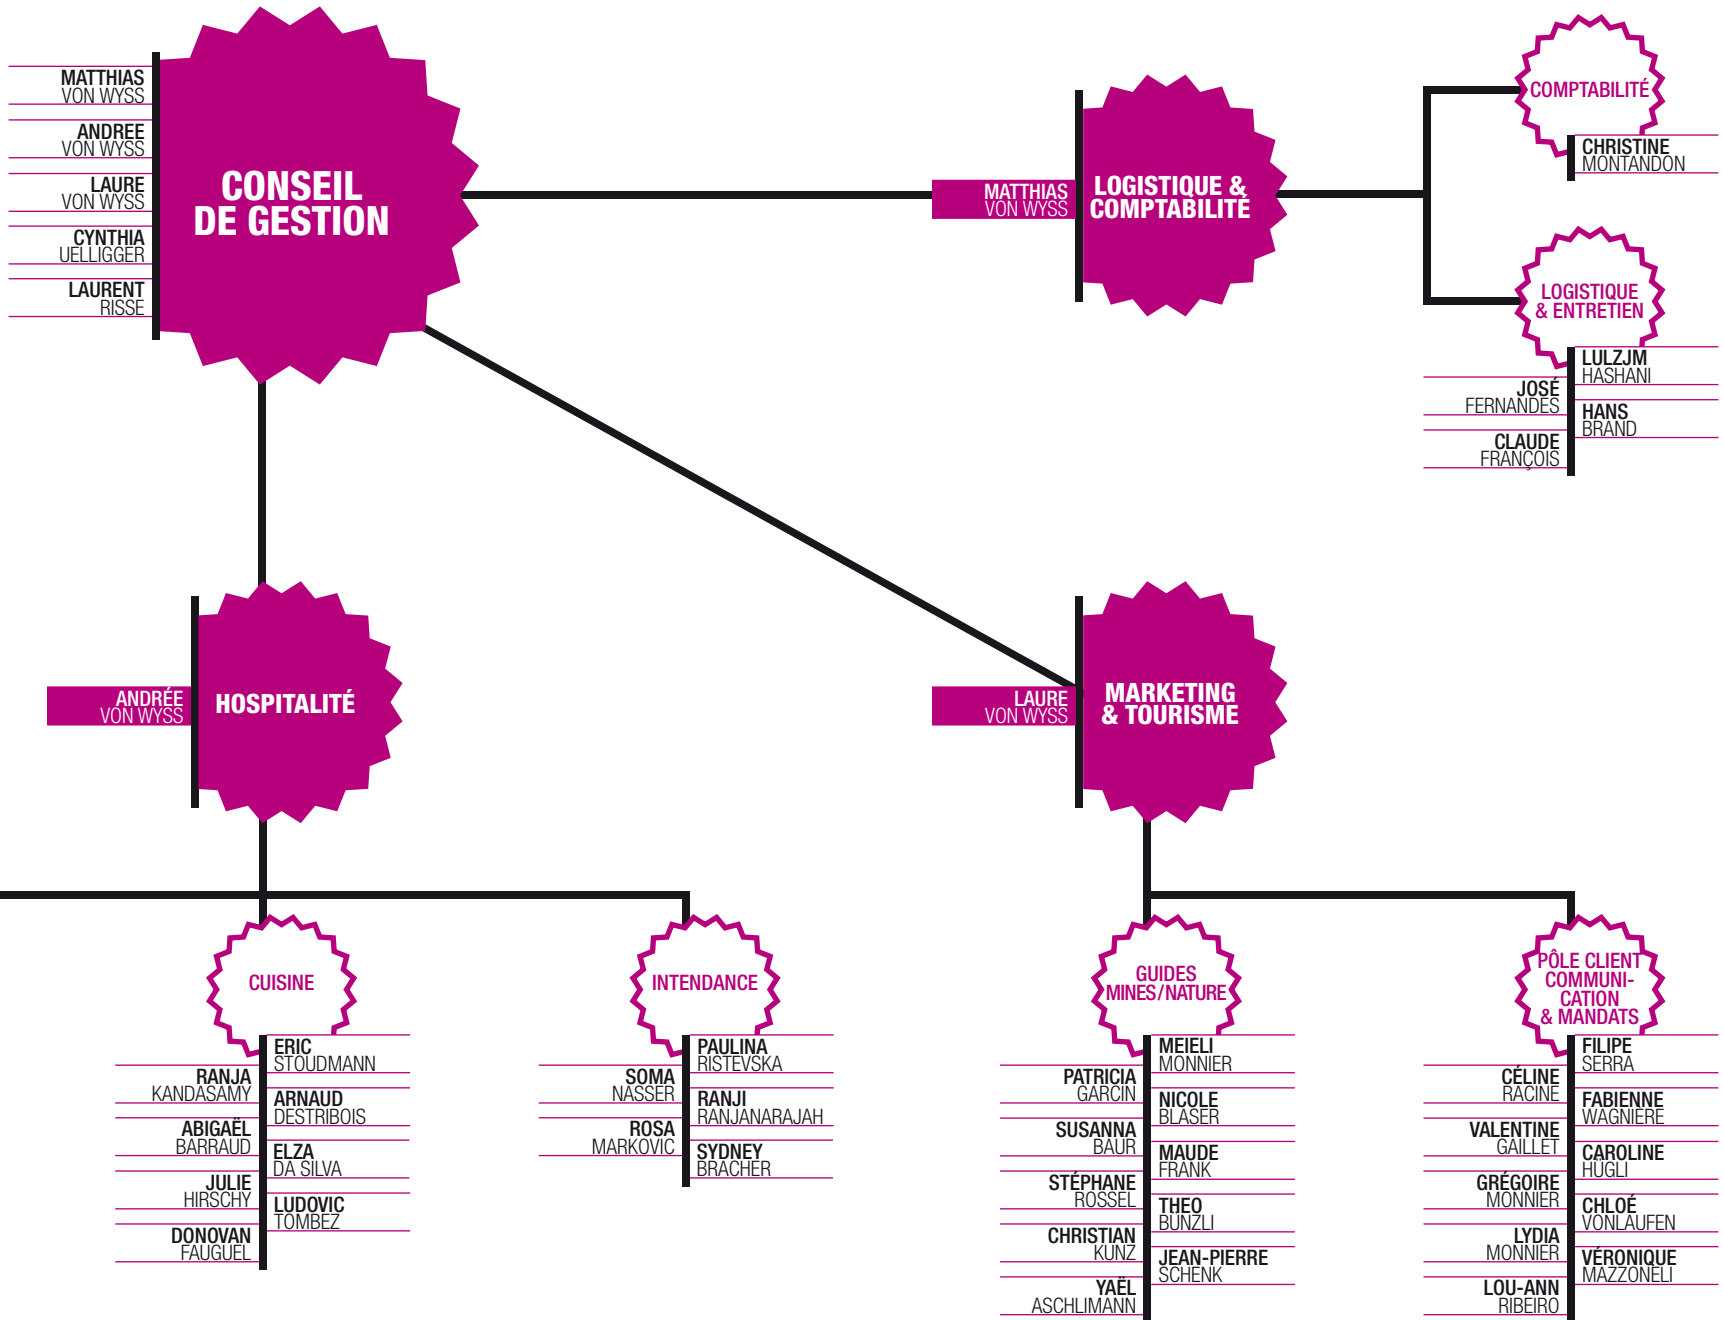 MATTHIAS
VON WYSS
ANDREE
VON WYSS
LAURE
VON WYSS
CYNTHIA
UELLIGGER
LAURENT
RISSE
CONSEIL
DE GESTION
MATTHIAS
VON WYSS
LOGISTIQUE &
COMPTABILITÉ
COMPTABILITÉ
CHRISTINE
MONTANDON
LOGISTIQUE
& ENTRETIEN
LULZJM
HASHANI
JOSÉ
FERNANDES
HANS
BRAND
CLAUDE
FRANÇOIS
ANDRÉE
VON WYSS
HOSPITALITÉ
LAURE
VON WYSS
MARKETING
& TOURISME
CUISINE
ERIC
STOUDMANN
RANJA
KANDASAMY
ARNAUD
DESTRIBOIS
ABIGAËL
BARRAUD
ELZA
DA SILVA
JULIE
HIRSCHY
LUDOVIC
TOMBEZ
DONOVAN
FAUGUEL
INTENDANCE
PAULINA
RISTEVSKA
SOMA
NASSER
RANJI
RANJANARAJAH
ROSA
MARKOVIC
SYDNEY
BRACHER
GUIDES
MINES/NATURE
MEIELI
MONNIER
PATRICIA
GARCIN
NICOLE
BLASER
SUSANNA
BAUR
MAUDE
FRANK
STÉPHANE
ROSSEL
THEO
BÜNZLI
CHRISTIAN
KUNZ
JEAN-PIERRE
SCHENK
YAËL
ASCHLIMANN
PÔLE CLIENT
COMMUNI-
CATION
& MANDATS
FILIPE
SERRA
CÉLINE
RACINE
FABIENNE
WAGNIÈRE
VALENTINE
GAILLET
CAROLINE
HÜGLI
GRÉGOIRE
MONNIER
CHLOÉ
VONLAUFEN
LYDIA
MONNIER
VÉRONIQUE
MAZZONELI
LOU-ANN
RIBEIRO